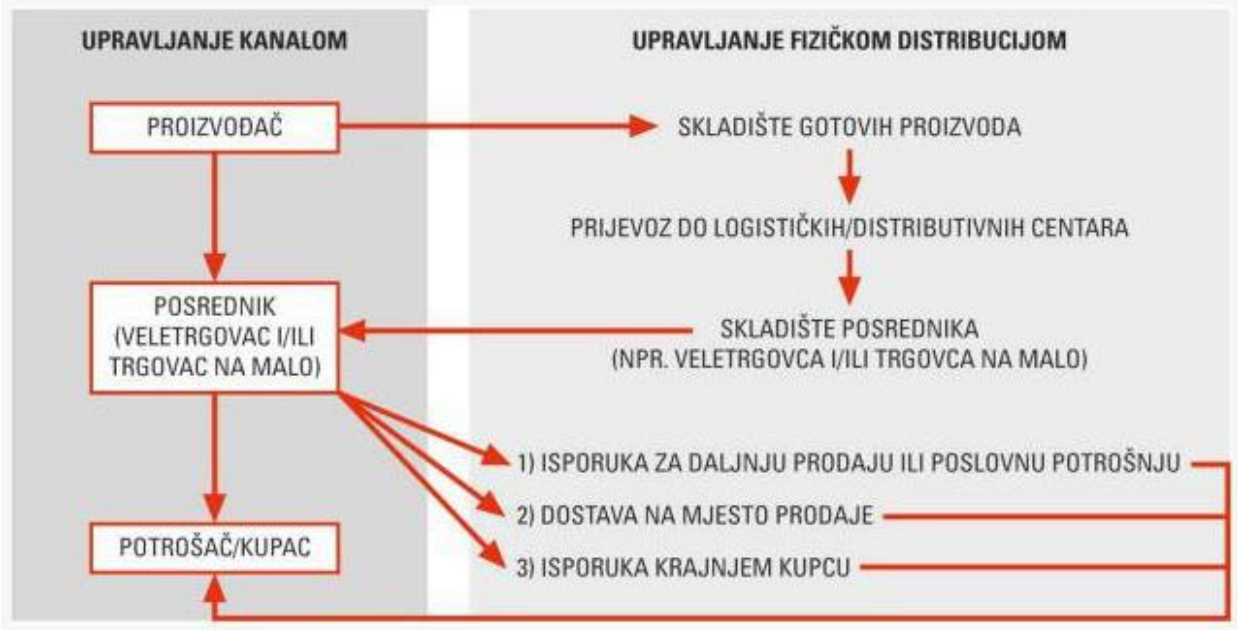 UPRAVLJANJE KANALOM
UPRAVLJANJE FIZIČKOM DISTRIBUCIJOM
PROIZVOĐAČ
SKLADIŠTE GOTOVIH PROIZVODA
PRIJEVOZ DO LOGISTIČKIH/DISTRIBUTIVNIH CENTARA
POSREDNIK
(VELETRGOVAC I/ILI
TRGOVAC NA MALO)
SKLADIŠTE POSREDNIKA
(NPR. VELETRGOVCA I/ILI TRGOVCA NA MALO)
1) ISPORUKA ZA DALJNJU PRODAJU ILI POSLOVNU POTROŠNJU
2) DOSTAVA NA MJESTO PRODAJE
3) ISPORUKA KRAJNJEM KUPCU
POTROŠAČ/KUPAC